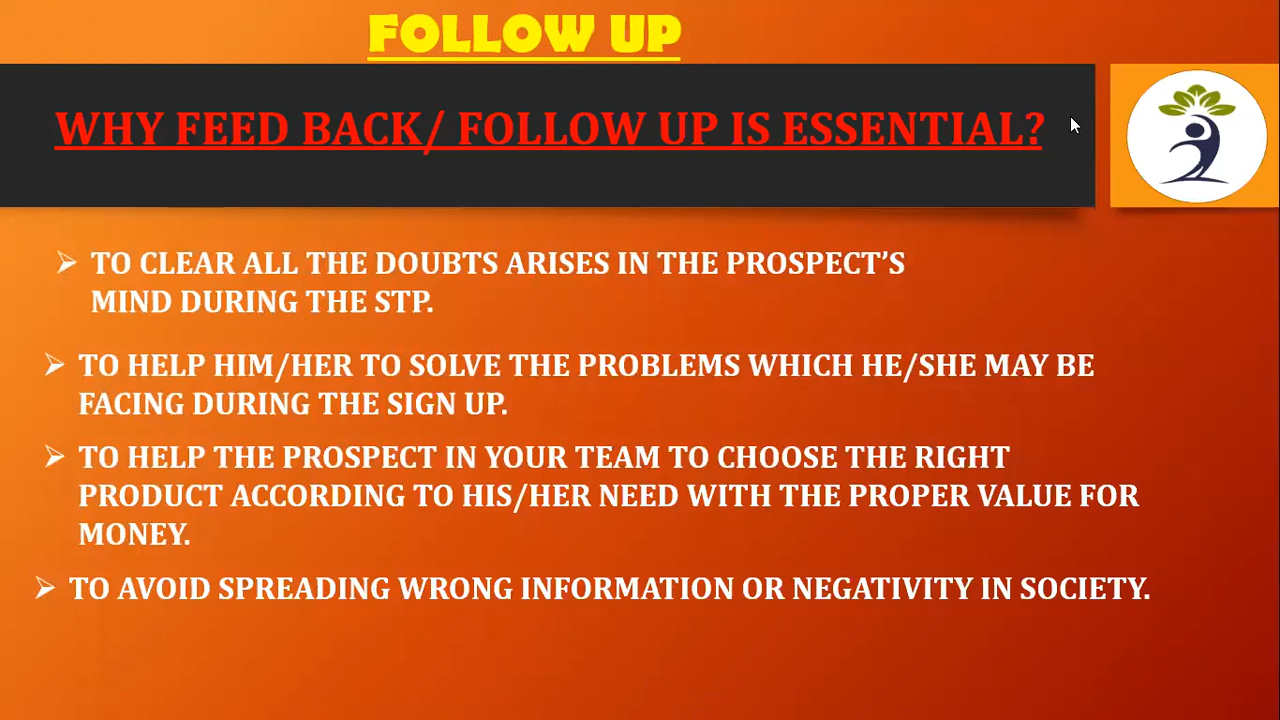 FOLLOW UP
WHY FEED BACK/ FOLLOW UP IS ESSENTIAL?
➢ TO CLEAR ALL THE DOUBTS ARISES IN THE PROSPECT’S
MIND DURING THE STP.
➢ TO HELP HIM/HER TO SOLVE THE PROBLEMS WHICH HE/SHE MAY BE
FACING DURING THE SIGN UP.
➢ TO HELP THE PROSPECT IN YOUR TEAM TO CHOOSE THE RIGHT
PRODUCT ACCORDING TO HIS/HER NEED WITH THE PROPER VALUE FOR
MONEY.
➢ TO AVOID SPREADING WRONG INFORMATION OR NEGATIVITY IN SOCIETY.